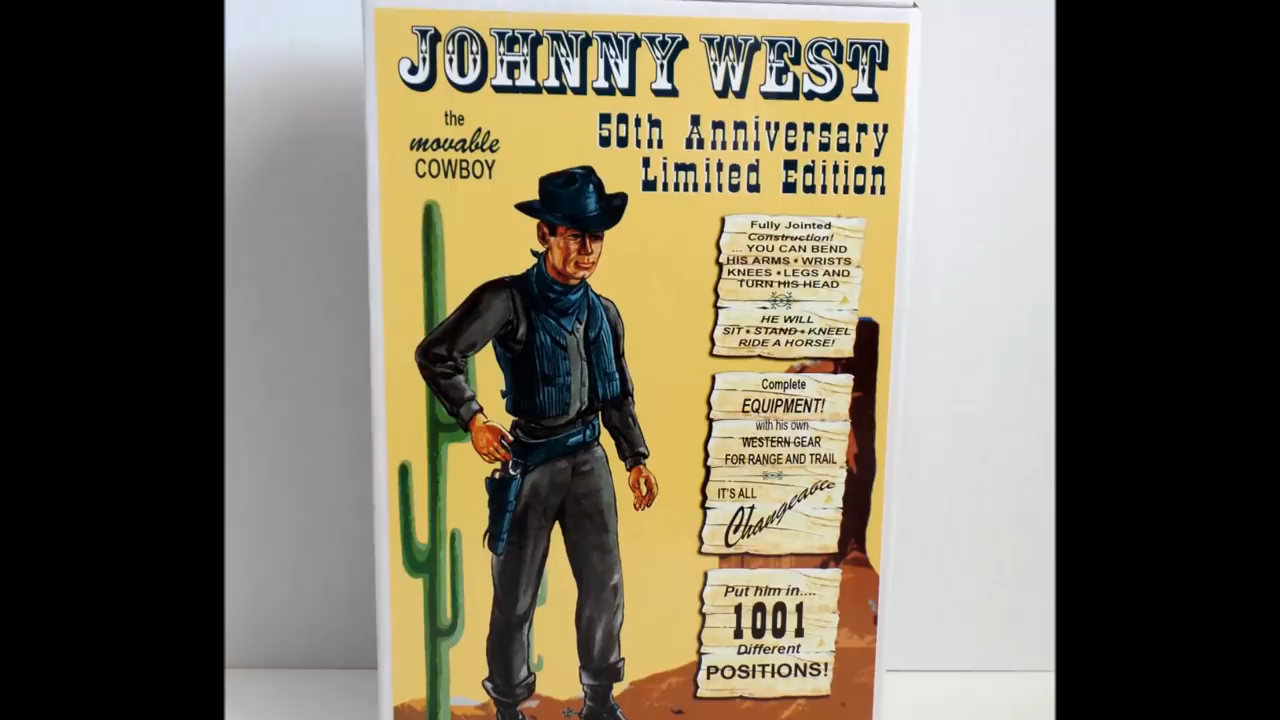 JOHNNY WEST
the
movable
COWBOY
50th Anniversary
Limited Edition
Fully Jointed
Construction!
... YOU CAN BEND
HIS ARMS • WRISTS
KNEES • LEGS AND
TURN HIS HEAD
HE WILL
SIT • STAND • KNEEL
RIDE A HORSE!
Complete
EQUIPMENT!
with his own
WESTERN GEAR
FOR RANGE AND TRAIL
IT'S ALL
Changeable
Put him in....
1001
Different
POSITIONS!